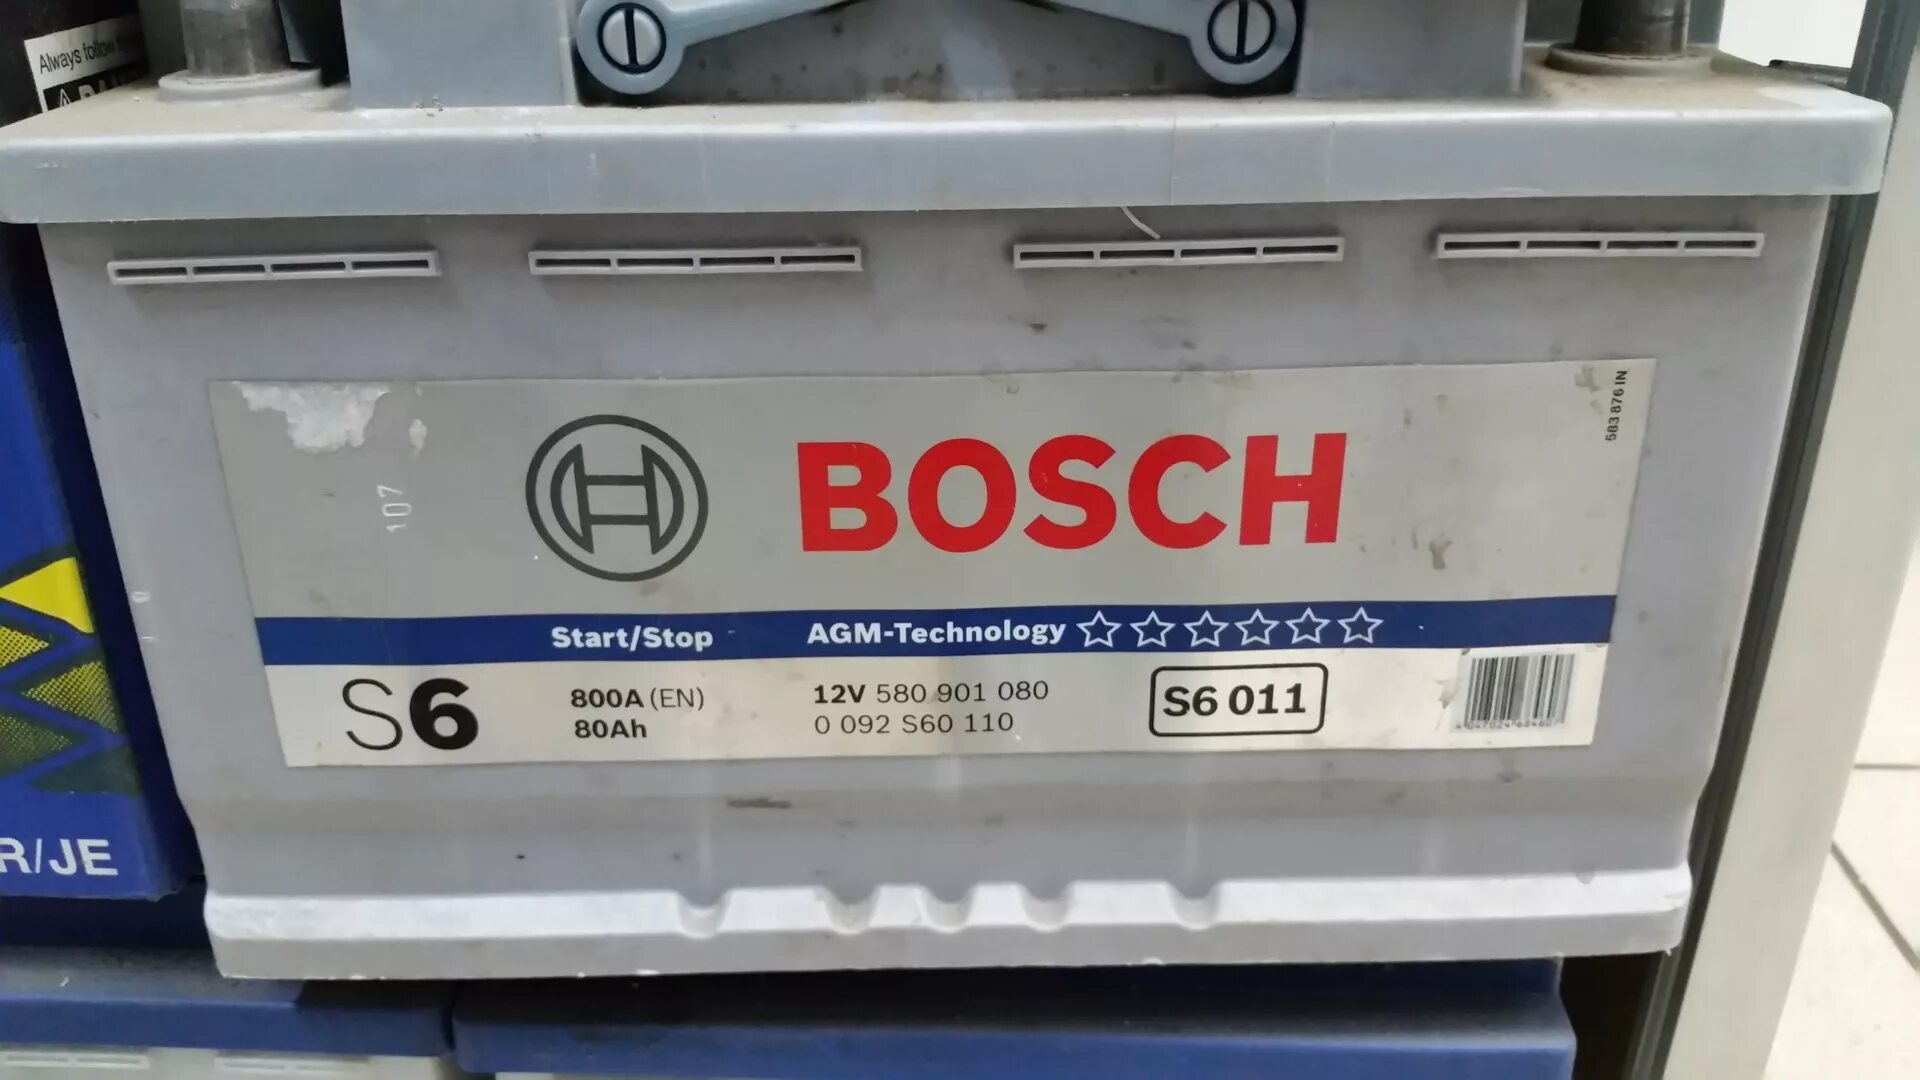 Always follow
583 876 IN
107
BOSCH
Start/Stop AGM-Technology
S6 800A (EN) 12V 580 901 080 S6 011
80Ah 0 092 S60 110
R/JE